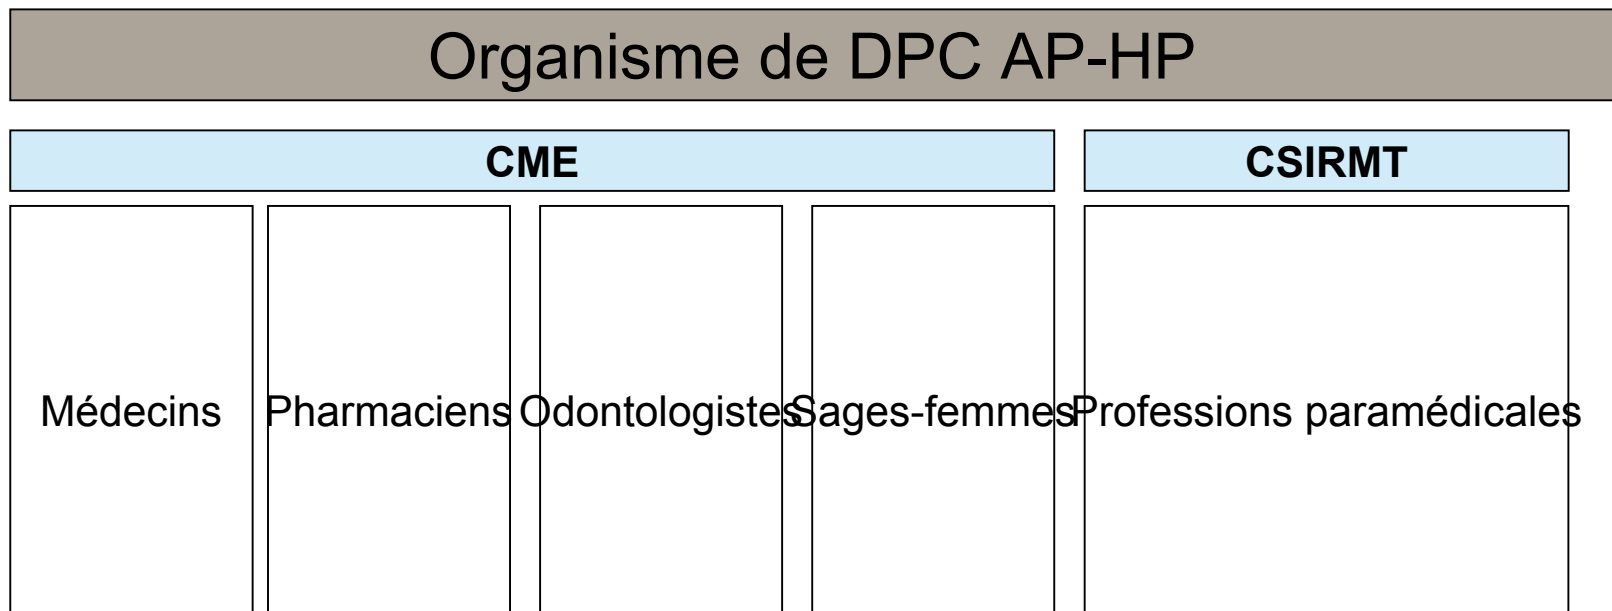 Organisme de DPC AP-HP
CME
CSIRMT
Médecins
Pharmaciens
Odontologistes
Sages-femmes
Professions paramédicales